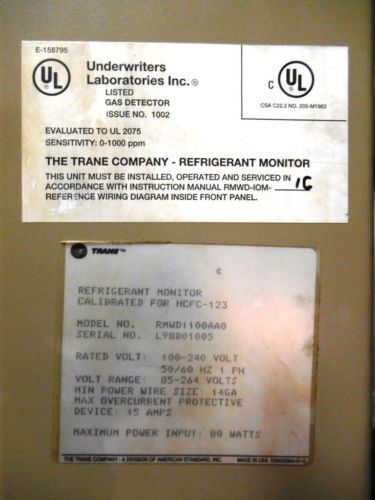 E-158795
UL
Underwriters
Laboratories Inc.®
LISTED
GAS DETECTOR
ISSUE NO. 1002
C UL
CSA C22.2 NO. 205-M1983
EVALUATED TO UL 2075
SENSITIVITY: 0-1000 ppm
THE TRANE COMPANY - REFRIGERANT MONITOR
THIS UNIT MUST BE INSTALLED, OPERATED AND SERVICED IN
ACCORDANCE WITH INSTRUCTION MANUAL RMWD-IOM- 1C
REFERENCE WIRING DIAGRAM INSIDE FRONT PANEL.
TRANE™
REFRIGERANT MONITOR
CALIBRATED FOR HCFC-123
MODEL NO. RMWD1100AA0
SERIAL NO. L98D01005
RATED VOLT: 100-240 VOLT
50/60 HZ 1 PH
VOLT RANGE: 85-264 VOLTS
MIN POWER WIRE SIZE: 14GA
MAX OVERCURRENT PROTECTIVE
DEVICE: 15 AMPS
MAXIMUM POWER INPUT: 80 WATTS
THE TRANE COMPANY - A DIVISION OF AMERICAN STANDARD, INC.
MADE IN USA